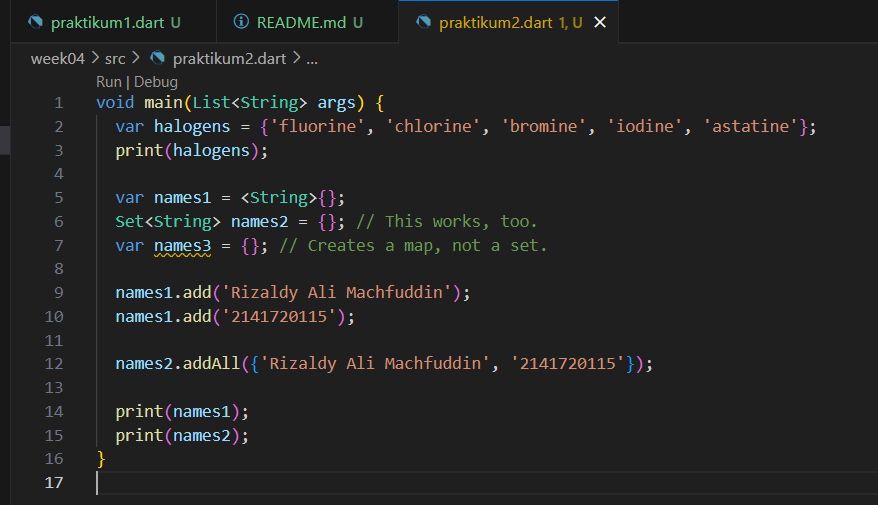 praktikum1.dart U README.md U praktikum2.dart 1, U
week04 > src > praktikum2.dart > ...
Run | Debug
1 void main(List<String> args) {
2 var halogens = {'fluorine', 'chlorine', 'bromine', 'iodine', 'astatine'};
3 print(halogens);
4
5 var names1 = <String>{};
6 Set<String> names2 = {}; // This works, too.
7 var names3 = {}; // Creates a map, not a set.
8
9 names1.add('Rizaldy Ali Machfuddin');
10 names1.add('2141720115');
11
12 names2.addAll({'Rizaldy Ali Machfuddin', '2141720115'});
13
14 print(names1);
15 print(names2);
16 }
17